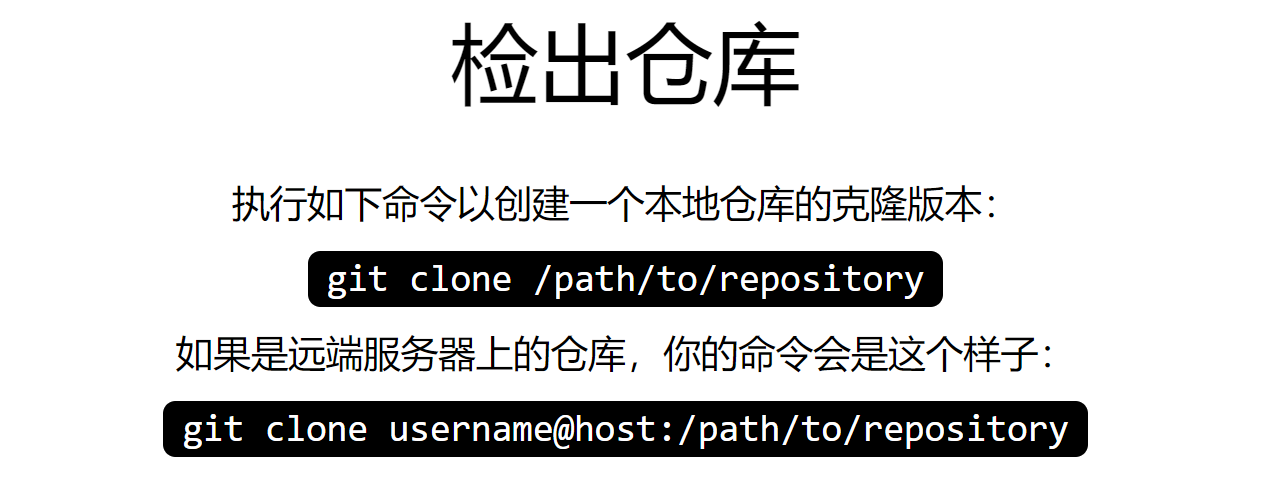 检出仓库
执行如下命令以创建一个本地仓库的克隆版本：
git clone /path/to/repository
如果是远端服务器上的仓库，你的命令会是这个样子：
git clone username@host:/path/to/repository